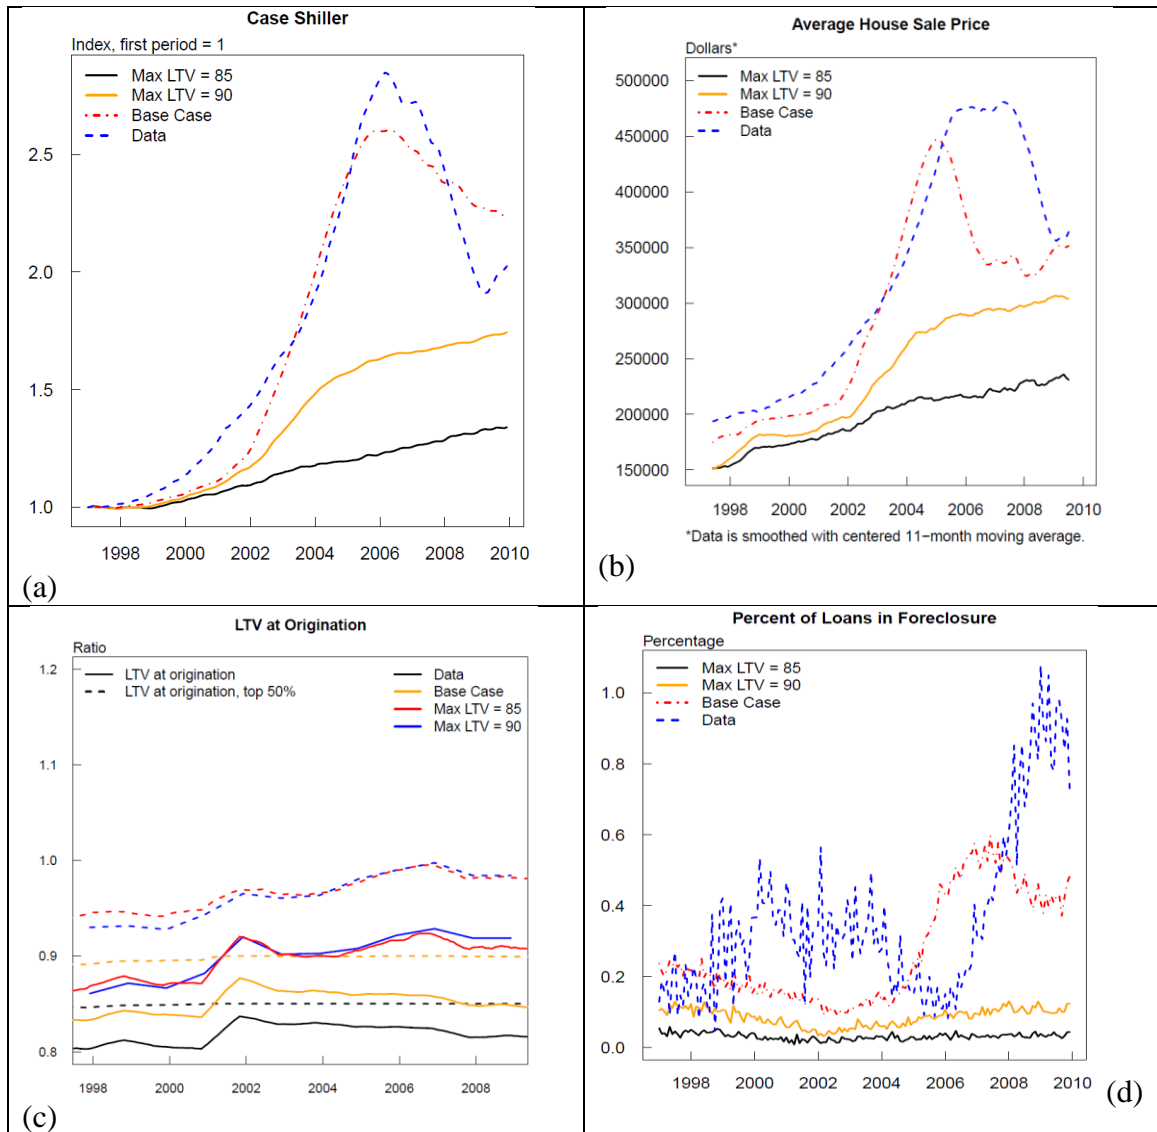 Case Shiller
Index, first period = 1
Max LTV = 85
Max LTV = 90
Base Case
Data
2.5
2.0
1.5
1.0
1998 2000 2002 2004 2006 2008 2010
(a)
Average House Sale Price
Dollars*
500000
Max LTV = 85
Max LTV = 90
450000
Base Case
Data
400000
350000
300000
250000
200000
150000
1998 2000 2002 2004 2006 2008 2010
*Data is smoothed with centered 11−month moving average.
(b)
LTV at Origination
Ratio
1.2
LTV at origination
LTV at origination, top 50%
Data
Base Case
Max LTV = 85
Max LTV = 90
1.1
1.0
0.9
0.8
1998 2000 2002 2004 2006 2008
(c)
Percent of Loans in Foreclosure
Percentage
Max LTV = 85
Max LTV = 90
Base Case
Data
1.0
0.8
0.6
0.4
0.2
0.0
1998 2000 2002 2004 2006 2008 2010
(d)